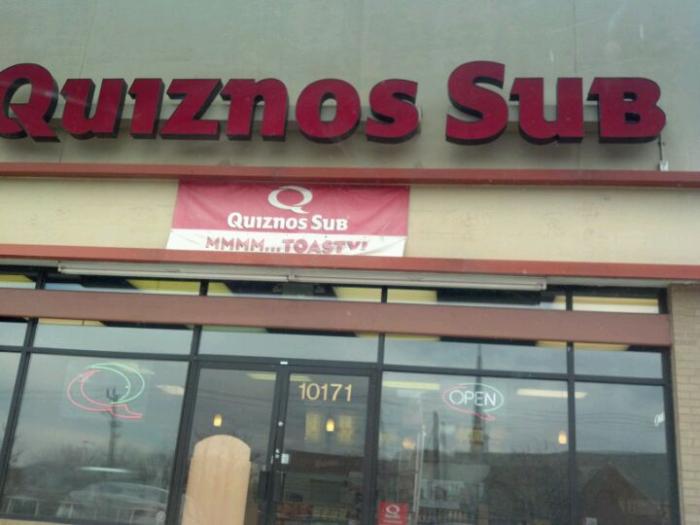 Quiznos Sub
Q
Quiznos Sub
MMMM...TOASTY!
10171
Q
OPEN
Q